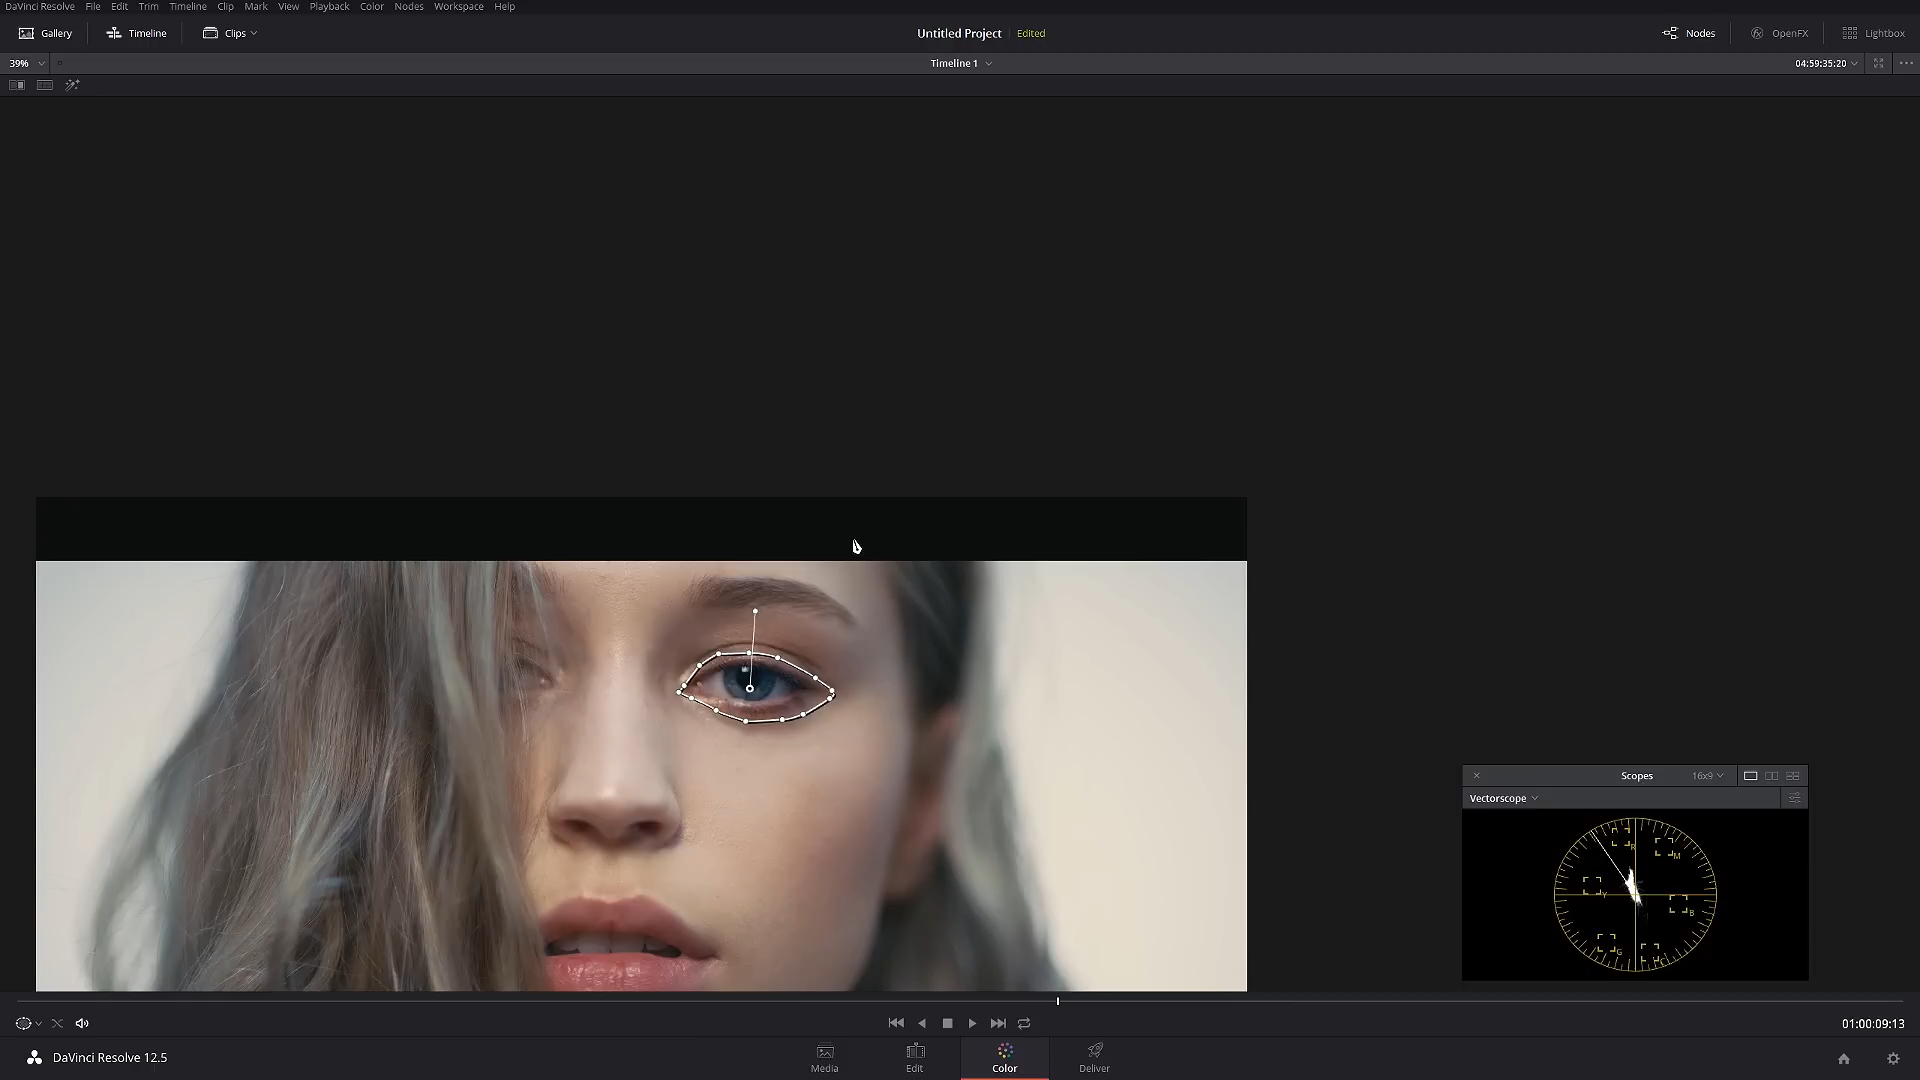 DaVinci Resolve File Edit Trim Timeline Clip Mark View Playback Color Nodes Workspace Help
Gallery Timeline Clips Untitled Project Edited Nodes OpenFX Lightbox
39% Timeline 1 04:59:35:20
Scopes 16x9
Vectorscope
R
M
Y
B
G
C
01:00:09:13
DaVinci Resolve 12.5 Media Edit Color Deliver